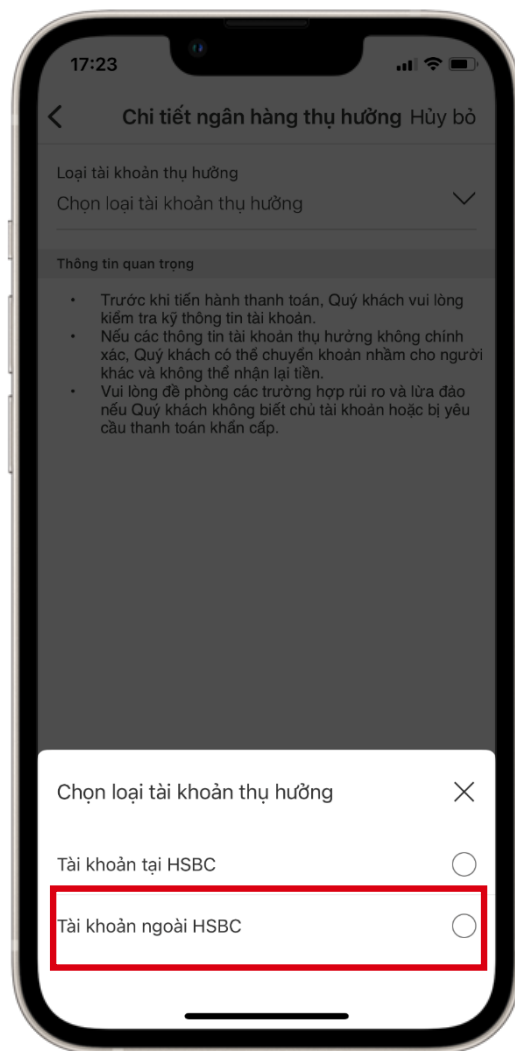 17:23
Chi tiết ngân hàng thụ hưởng Hủy bỏ
Loại tài khoản thụ hưởng
Chọn loại tài khoản thụ hưởng
Thông tin quan trọng
• Trước khi tiến hành thanh toán, Quý khách vui lòng
kiểm tra kỹ thông tin tài khoản.
• Nếu các thông tin tài khoản thụ hưởng không chính
xác, Quý khách có thể chuyển khoản nhầm cho người
khác và không thể nhận lại tiền.
• Vui lòng đề phòng các trường hợp rủi ro và lừa đảo
nếu Quý khách không biết chủ tài khoản hoặc bị yêu
cầu thanh toán khẩn cấp.
Chọn loại tài khoản thụ hưởng
Tài khoản tại HSBC
Tài khoản ngoài HSBC